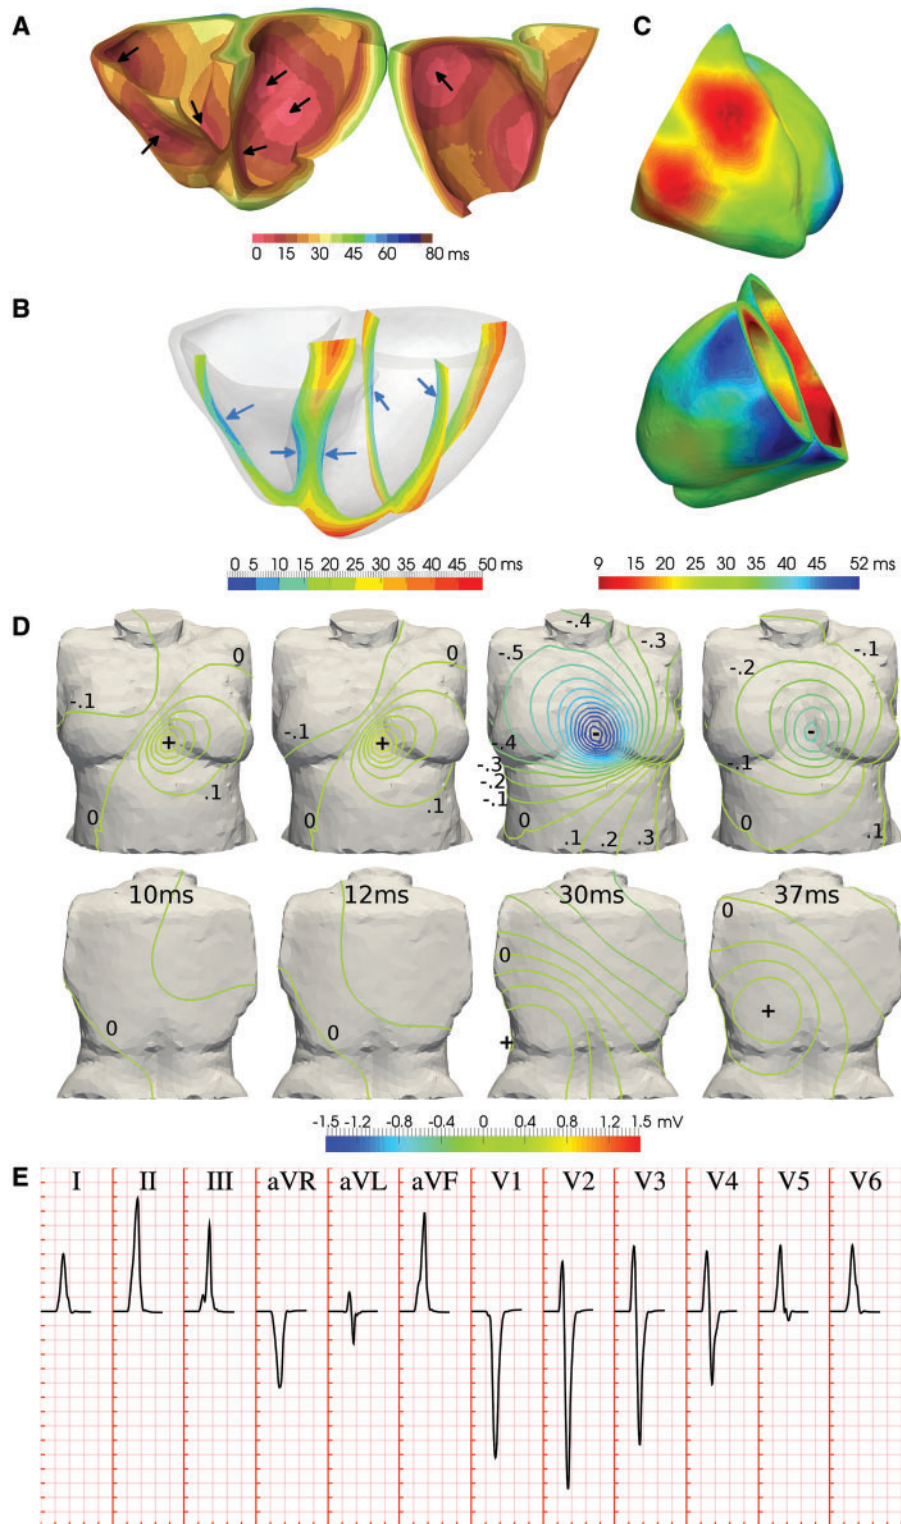 A
C
0 15 30 45 60 80 ms
B
0 5 10 15 20 25 30 35 40 45 50 ms
9 15 20 25 30 35 40 45 52 ms
D
-.1 0 0 .1
-.1 0 0 .1
-.4 -.3 -.5 -.4 -.3 -.2 -.1 0 .1 .2 .3
-.1 -.2 -.1 0 .1
+ + - -
10ms 12ms 30ms 37ms
0 0 0 0
+ +
-1.5 -1.2 -0.8 -0.4 0 0.4 0.8 1.2 1.5 mV
E
I II III aVR aVL aVF V1 V2 V3 V4 V5 V6